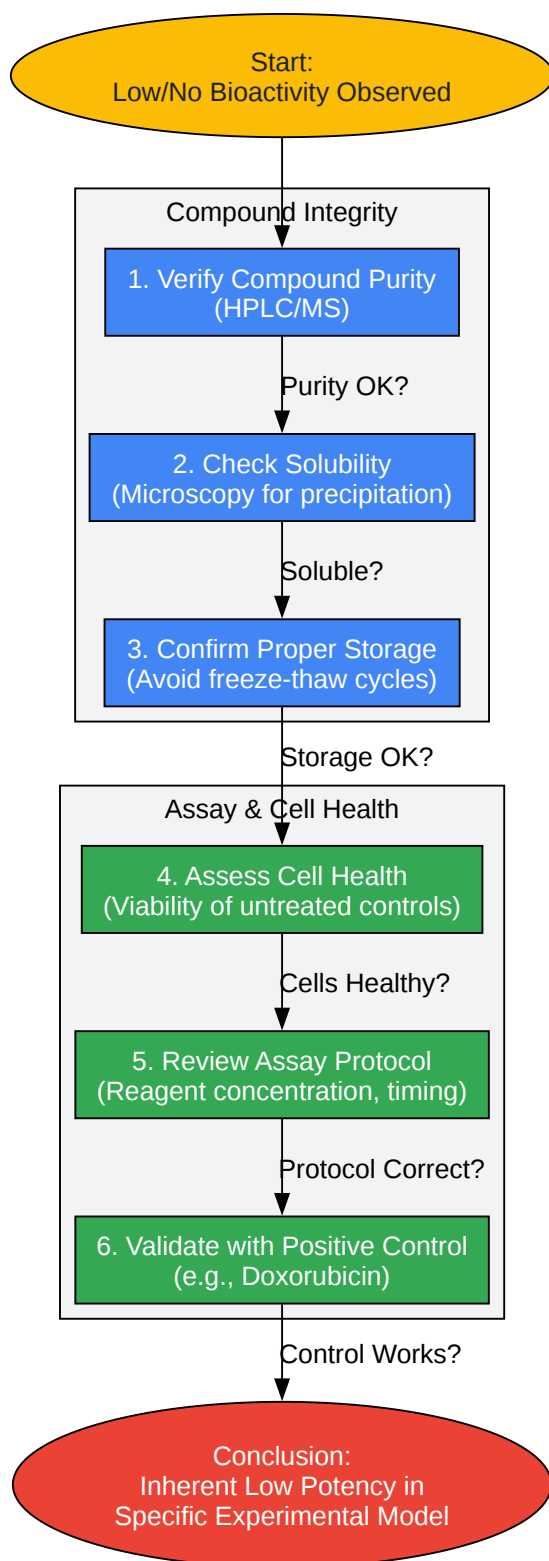 Start:
Low/No Bioactivity Observed
Compound Integrity
1. Verify Compound Purity
(HPLC/MS)
Purity OK?
2. Check Solubility
(Microscopy for precipitation)
Soluble?
3. Confirm Proper Storage
(Avoid freeze-thaw cycles)
Storage OK?
Assay & Cell Health
4. Assess Cell Health
(Viability of untreated controls)
Cells Healthy?
5. Review Assay Protocol
(Reagent concentration, timing)
Protocol Correct?
6. Validate with Positive Control
(e.g., Doxorubicin)
Control Works?
Conclusion:
Inherent Low Potency in
Specific Experimental Model